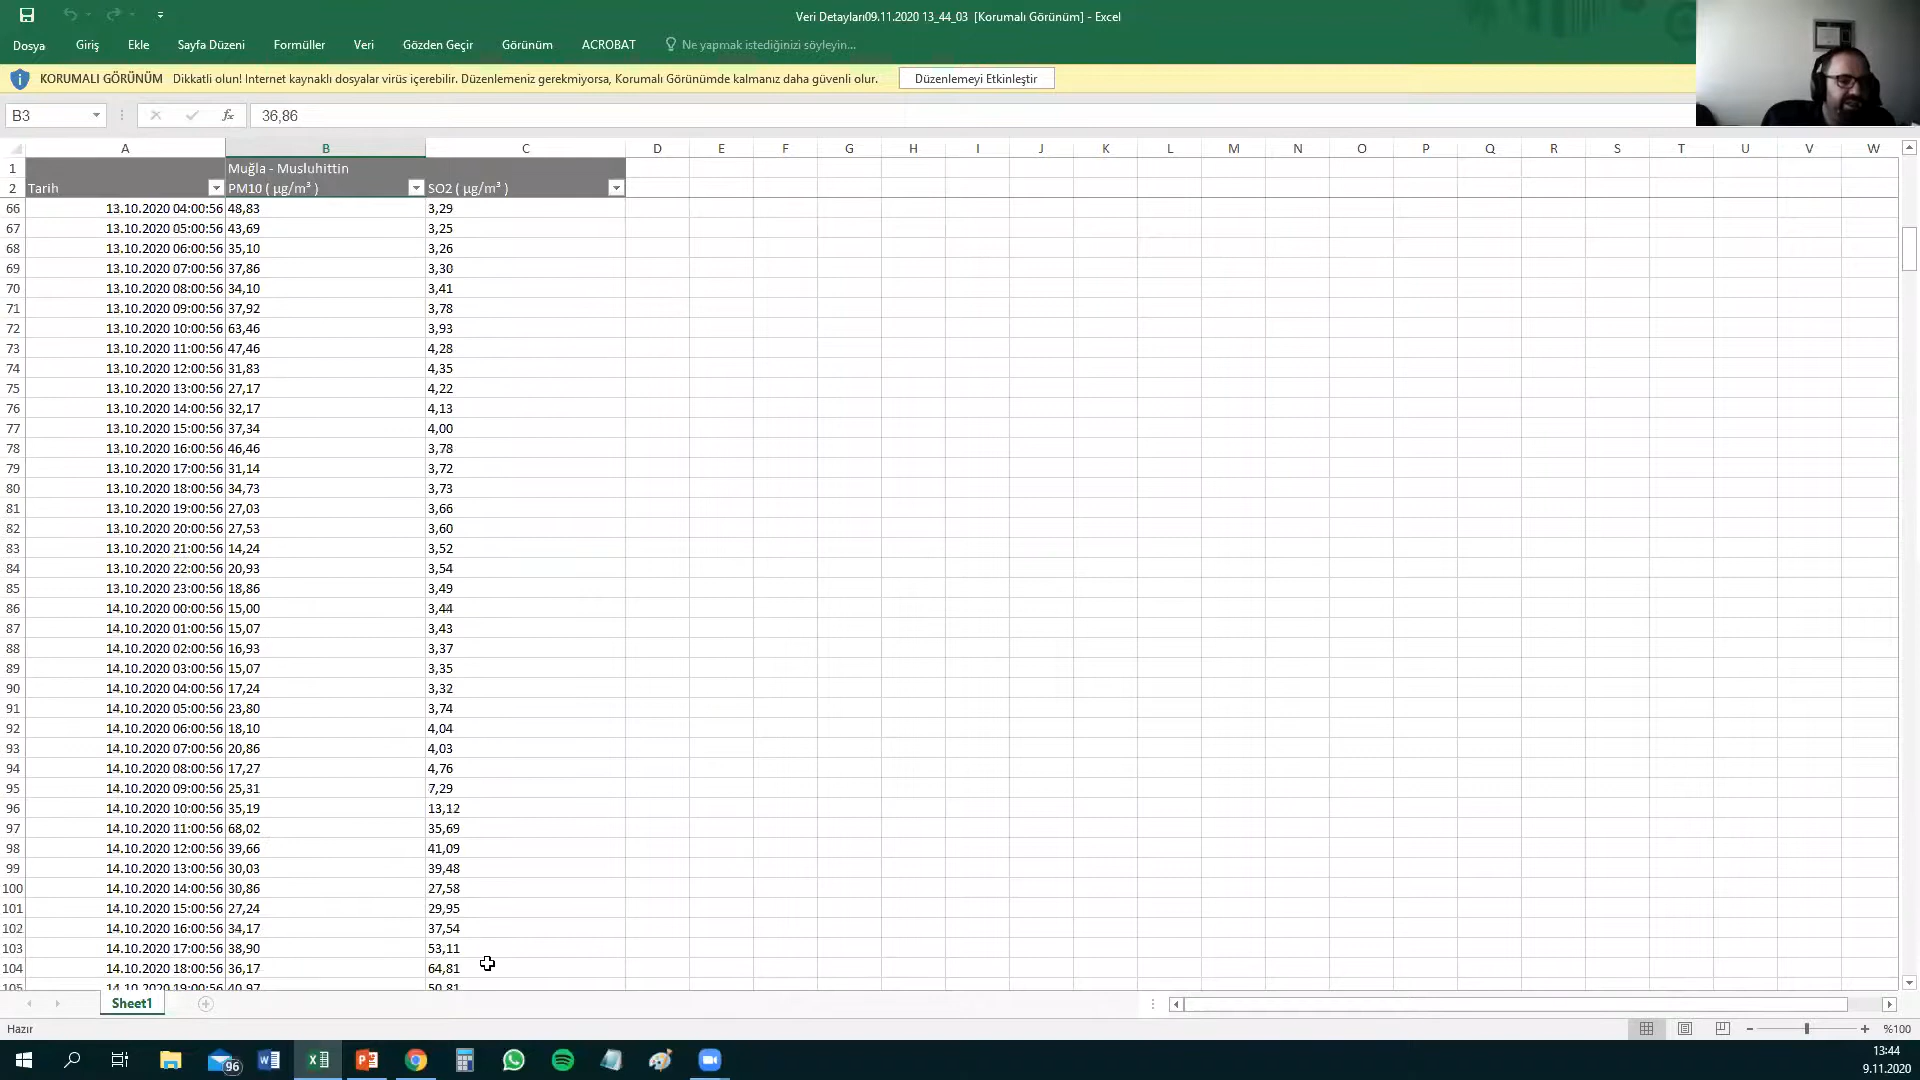 Veri Detayları09.11.2020 13_44_03 [Korumalı Görünüm] - Excel
Dosya Giriş Ekle Sayfa Düzeni Formüller Veri Gözden Geçir Görünüm ACROBAT Ne yapmak istediğinizi söyleyin...
KORUMALI GÖRÜNÜM Dikkatli olun! Internet kaynaklı dosyalar virüs içerebilir. Düzenlemeniz gerekmiyorsa, Korumalı Görünümde kalmanız daha güvenli olur. Düzenlemeyi Etkinleştir
B3 fx 36,86
A B C D E F G H I J K L M N O P Q R S T U V W
1 Muğla - Musluhittin
2 Tarih PM10 ( µg/m³ ) SO2 ( µg/m³ )
66 13.10.2020 04:00:56 48,83 3,29
67 13.10.2020 05:00:56 43,69 3,25
68 13.10.2020 06:00:56 35,10 3,26
69 13.10.2020 07:00:56 37,86 3,30
70 13.10.2020 08:00:56 34,10 3,41
71 13.10.2020 09:00:56 37,92 3,78
72 13.10.2020 10:00:56 63,46 3,93
73 13.10.2020 11:00:56 47,46 4,28
74 13.10.2020 12:00:56 31,83 4,35
75 13.10.2020 13:00:56 27,17 4,22
76 13.10.2020 14:00:56 32,17 4,13
77 13.10.2020 15:00:56 37,34 4,00
78 13.10.2020 16:00:56 46,46 3,78
79 13.10.2020 17:00:56 31,14 3,72
80 13.10.2020 18:00:56 34,73 3,73
81 13.10.2020 19:00:56 27,03 3,66
82 13.10.2020 20:00:56 27,53 3,60
83 13.10.2020 21:00:56 14,24 3,52
84 13.10.2020 22:00:56 20,93 3,54
85 13.10.2020 23:00:56 18,86 3,49
86 14.10.2020 00:00:56 15,00 3,44
87 14.10.2020 01:00:56 15,07 3,43
88 14.10.2020 02:00:56 16,93 3,37
89 14.10.2020 03:00:56 15,07 3,35
90 14.10.2020 04:00:56 17,24 3,32
91 14.10.2020 05:00:56 23,80 3,74
92 14.10.2020 06:00:56 18,10 4,04
93 14.10.2020 07:00:56 20,86 4,03
94 14.10.2020 08:00:56 17,27 4,76
95 14.10.2020 09:00:56 25,31 7,29
96 14.10.2020 10:00:56 35,19 13,12
97 14.10.2020 11:00:56 68,02 35,69
98 14.10.2020 12:00:56 39,66 41,09
99 14.10.2020 13:00:56 30,03 39,48
100 14.10.2020 14:00:56 30,86 27,58
101 14.10.2020 15:00:56 27,24 29,95
102 14.10.2020 16:00:56 34,17 37,54
103 14.10.2020 17:00:56 38,90 53,11
104 14.10.2020 18:00:56 36,17 64,81
105 14.10.2020 19:00:56 40,97 50,81
Sheet1
Hazır %100
96
13:44
9.11.2020